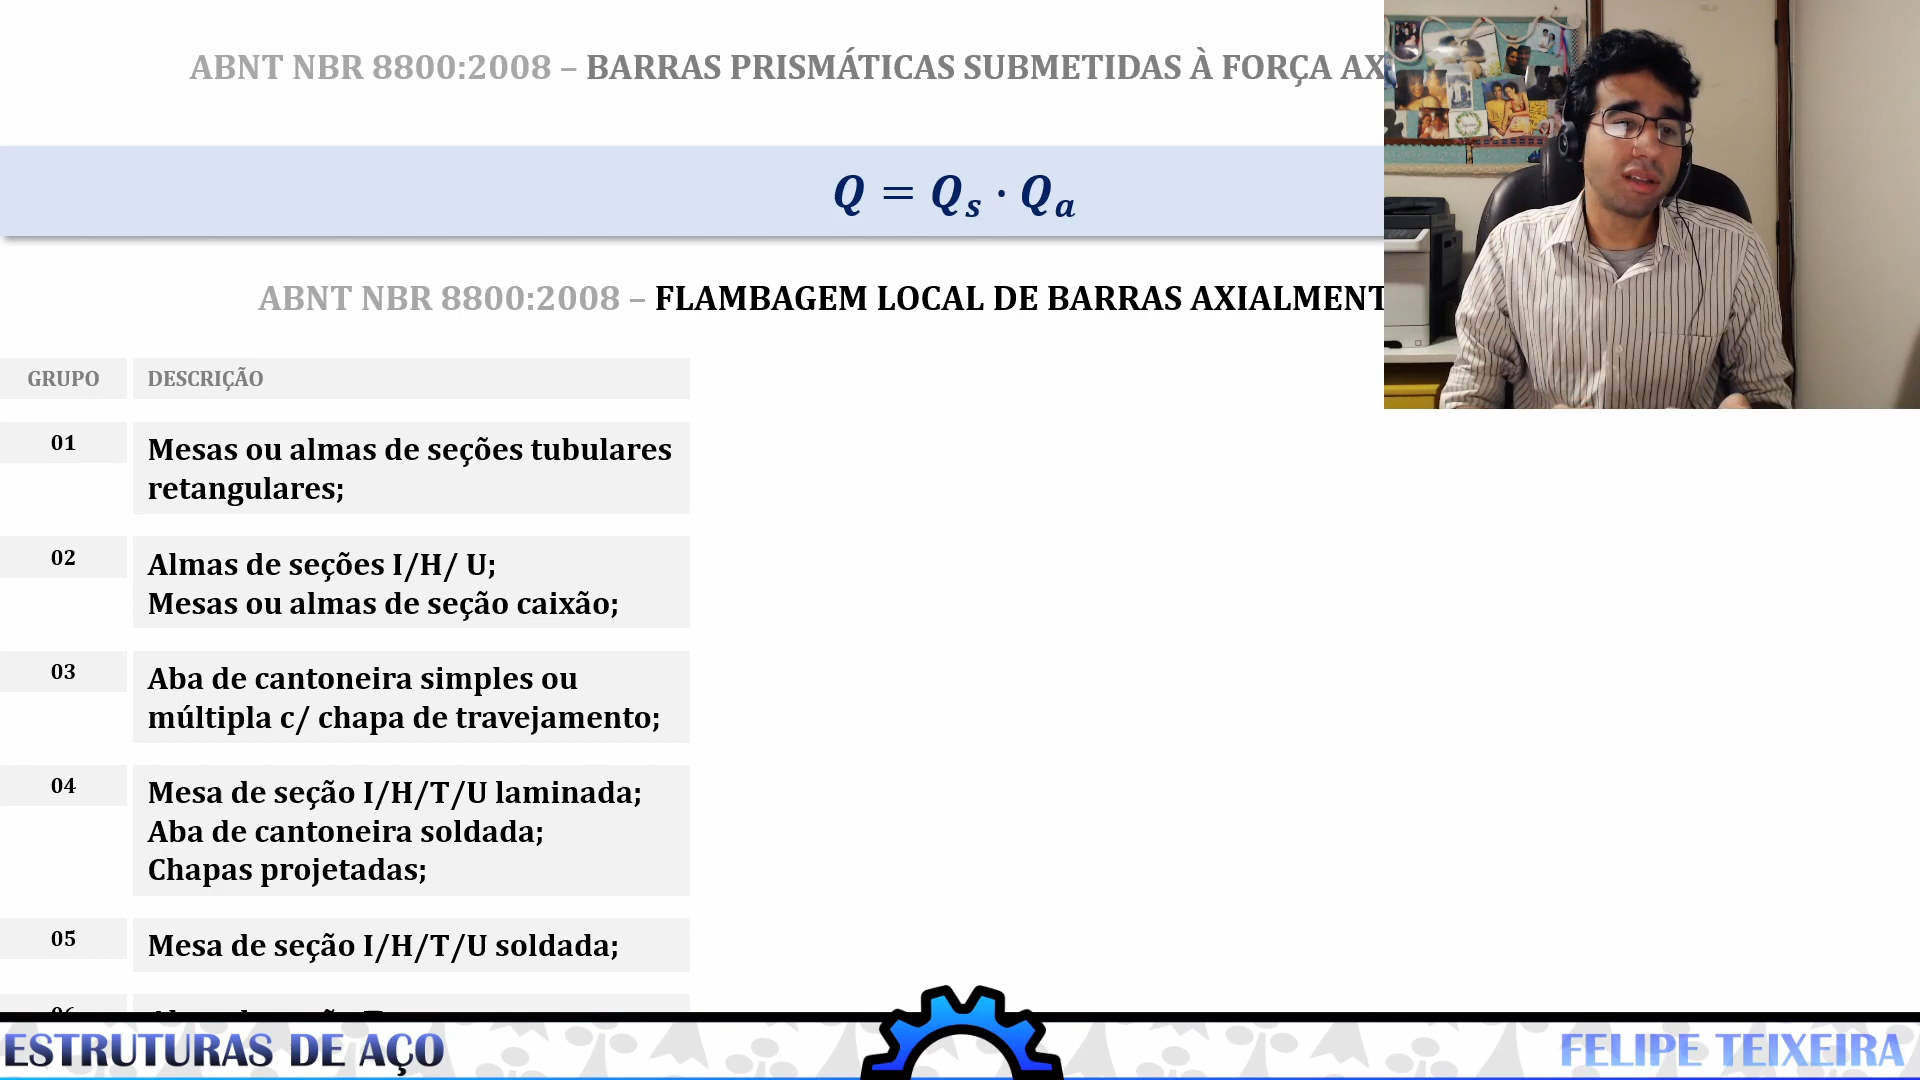 ABNT NBR 8800:2008 – BARRAS PRISMÁTICAS SUBMETIDAS À FORÇA AX
Q = Qs · Qa
ABNT NBR 8800:2008 – FLAMBAGEM LOCAL DE BARRAS AXIALMENT
GRUPO DESCRIÇÃO
01 Mesas ou almas de seções tubulares
retangulares;
02 Almas de seções I/H/ U;
Mesas ou almas de seção caixão;
03 Aba de cantoneira simples ou
múltipla c/ chapa de travejamento;
04 Mesa de seção I/H/T/U laminada;
Aba de cantoneira soldada;
Chapas projetadas;
05 Mesa de seção I/H/T/U soldada;
ESTRUTURAS DE AÇO
FELIPE TEIXEIRA